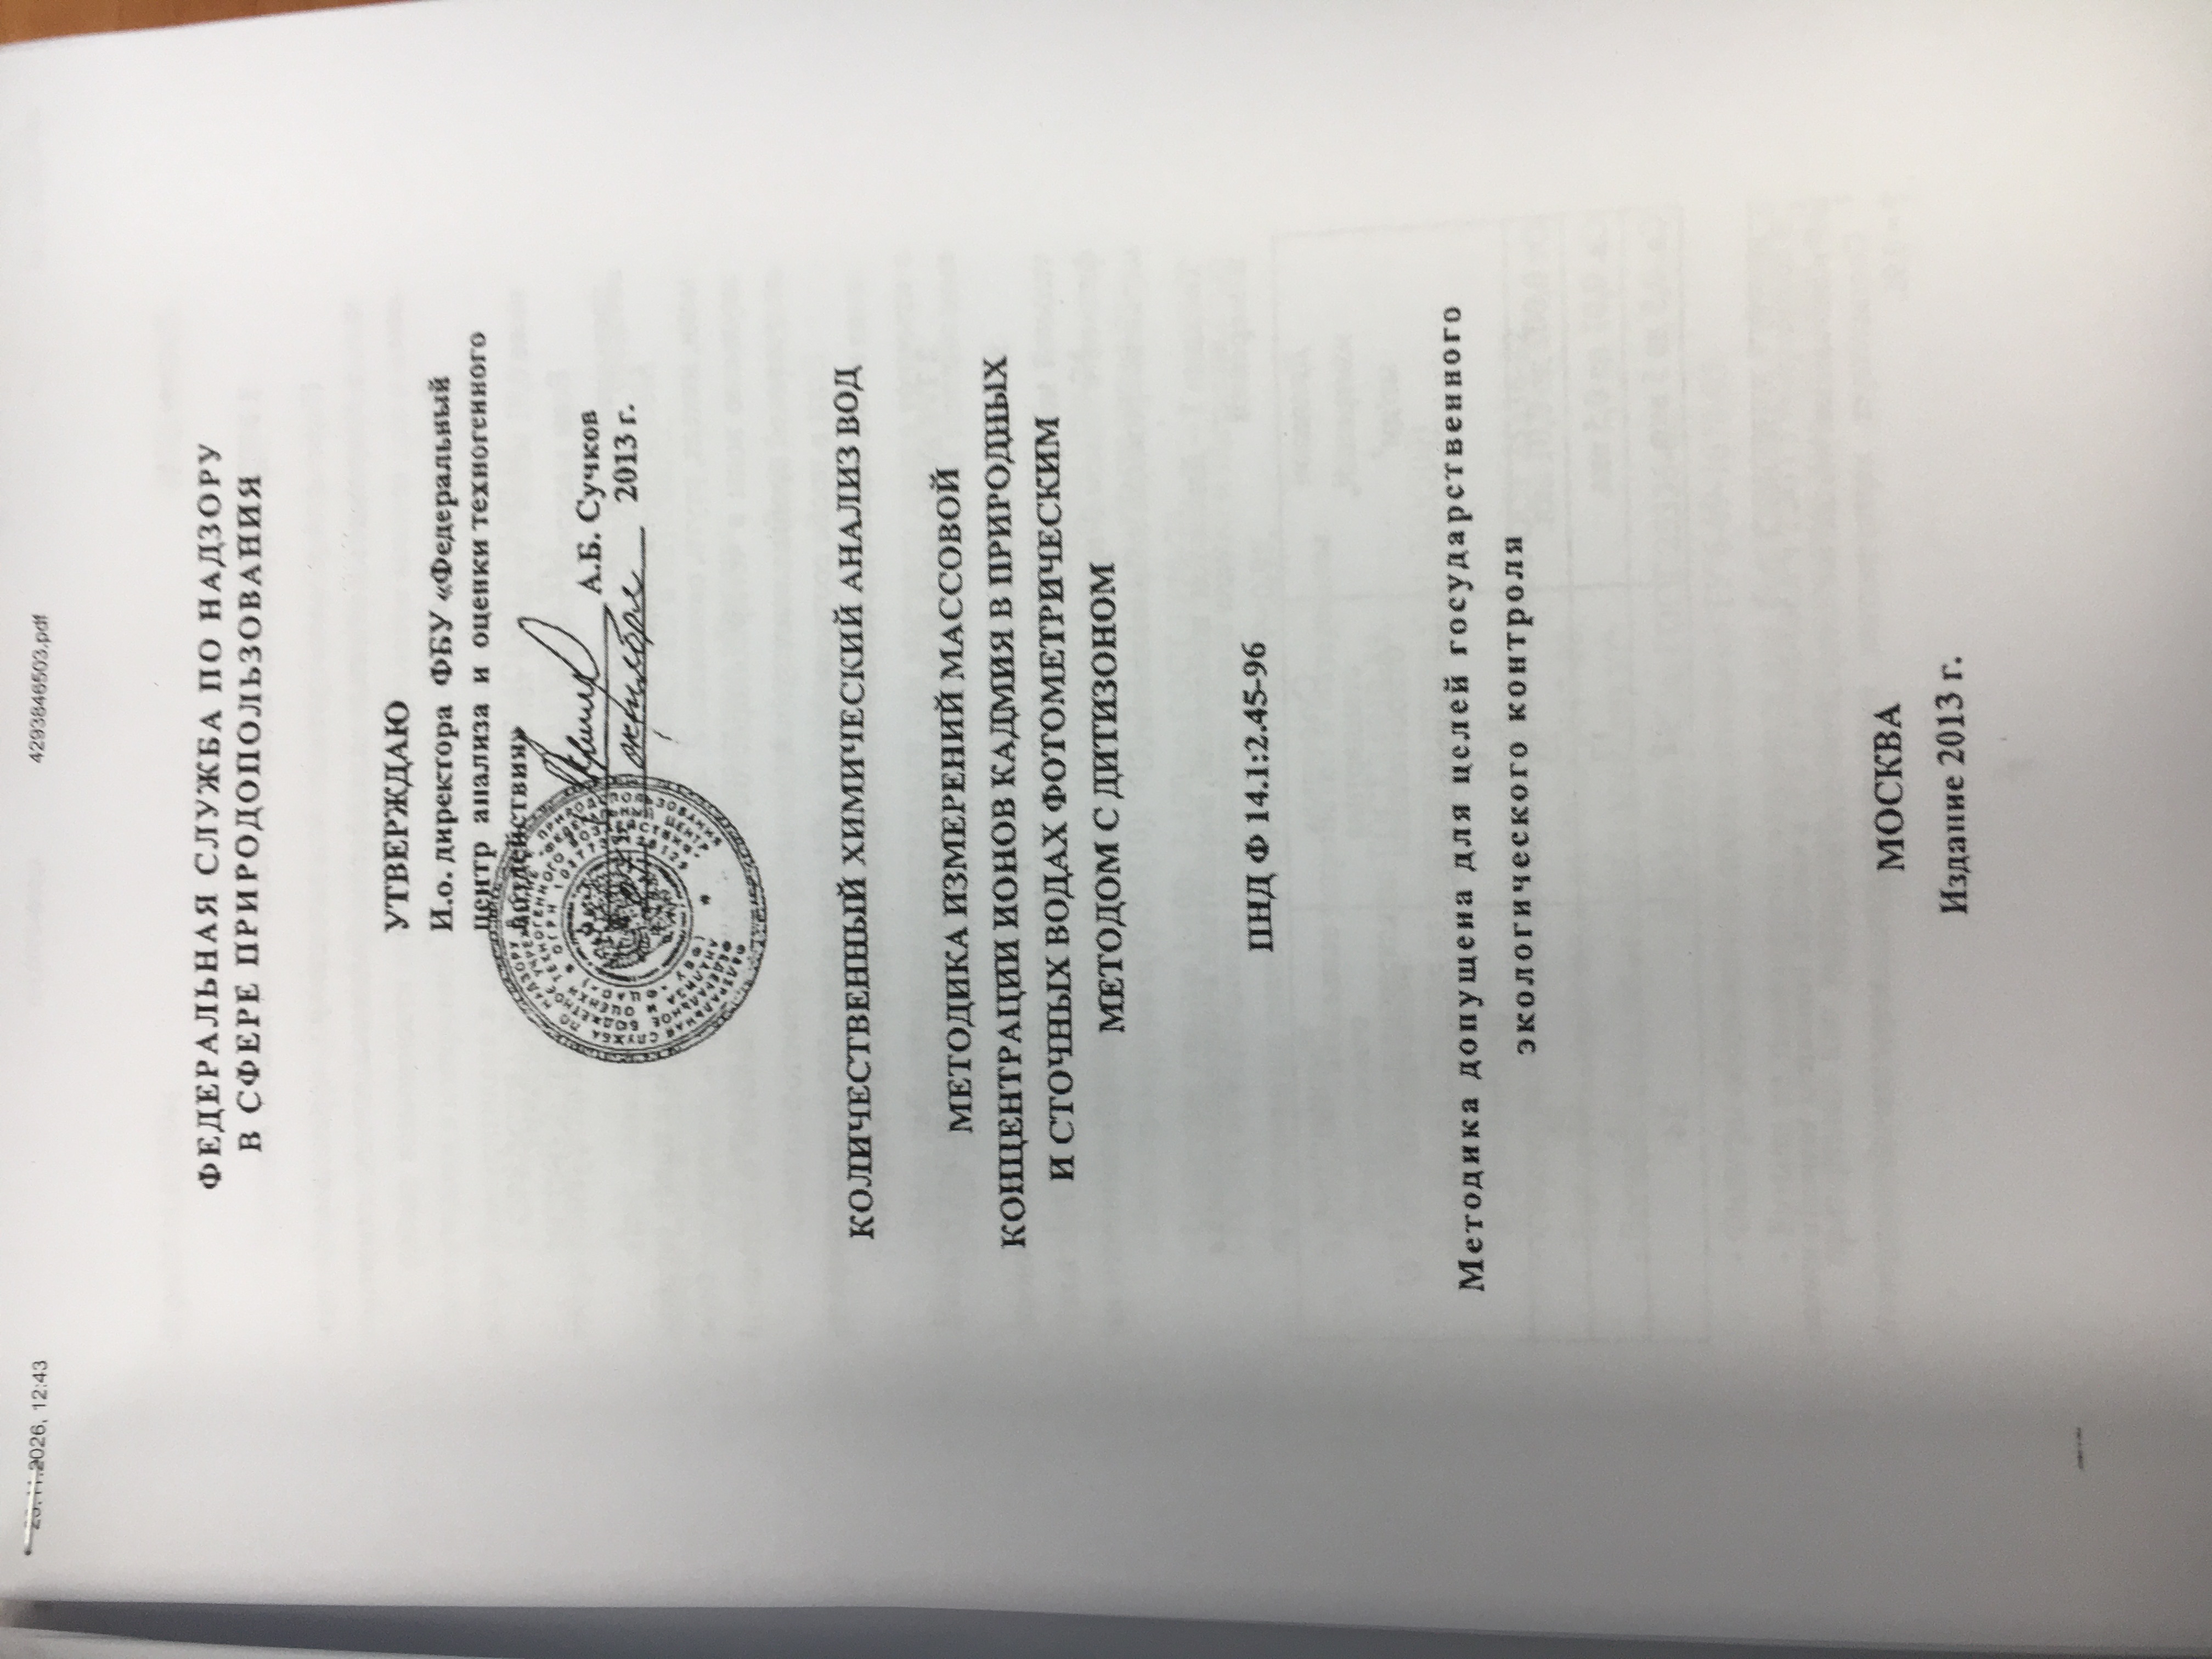 2026, 12:43
4293846503.pdf
ФЕДЕРАЛЬНАЯ СЛУЖБА ПО НАДЗОРУ
В СФЕРЕ ПРИРОДОПОЛЬЗОВАНИЯ
УТВЕРЖДАЮ
И.о. директора ФБУ «Федеральный
центр анализа и оценки техногенного
воздействия»
А.Б. Сучков
2013 г.
КОЛИЧЕСТВЕННЫЙ ХИМИЧЕСКИЙ АНАЛИЗ ВОД
МЕТОДИКА ИЗМЕРЕНИЙ МАССОВОЙ
КОНЦЕНТРАЦИИ ИОНОВ КАДМИЯ В ПРИРОДНЫХ
И СТОЧНЫХ ВОДАХ ФОТОМЕТРИЧЕСКИМ
МЕТОДОМ С ДИТИЗОНОМ
ПНД Ф 14.1:2.45-96
Методика допущена для целей государственного
экологического контроля
МОСКВА
Издание 2013 г.